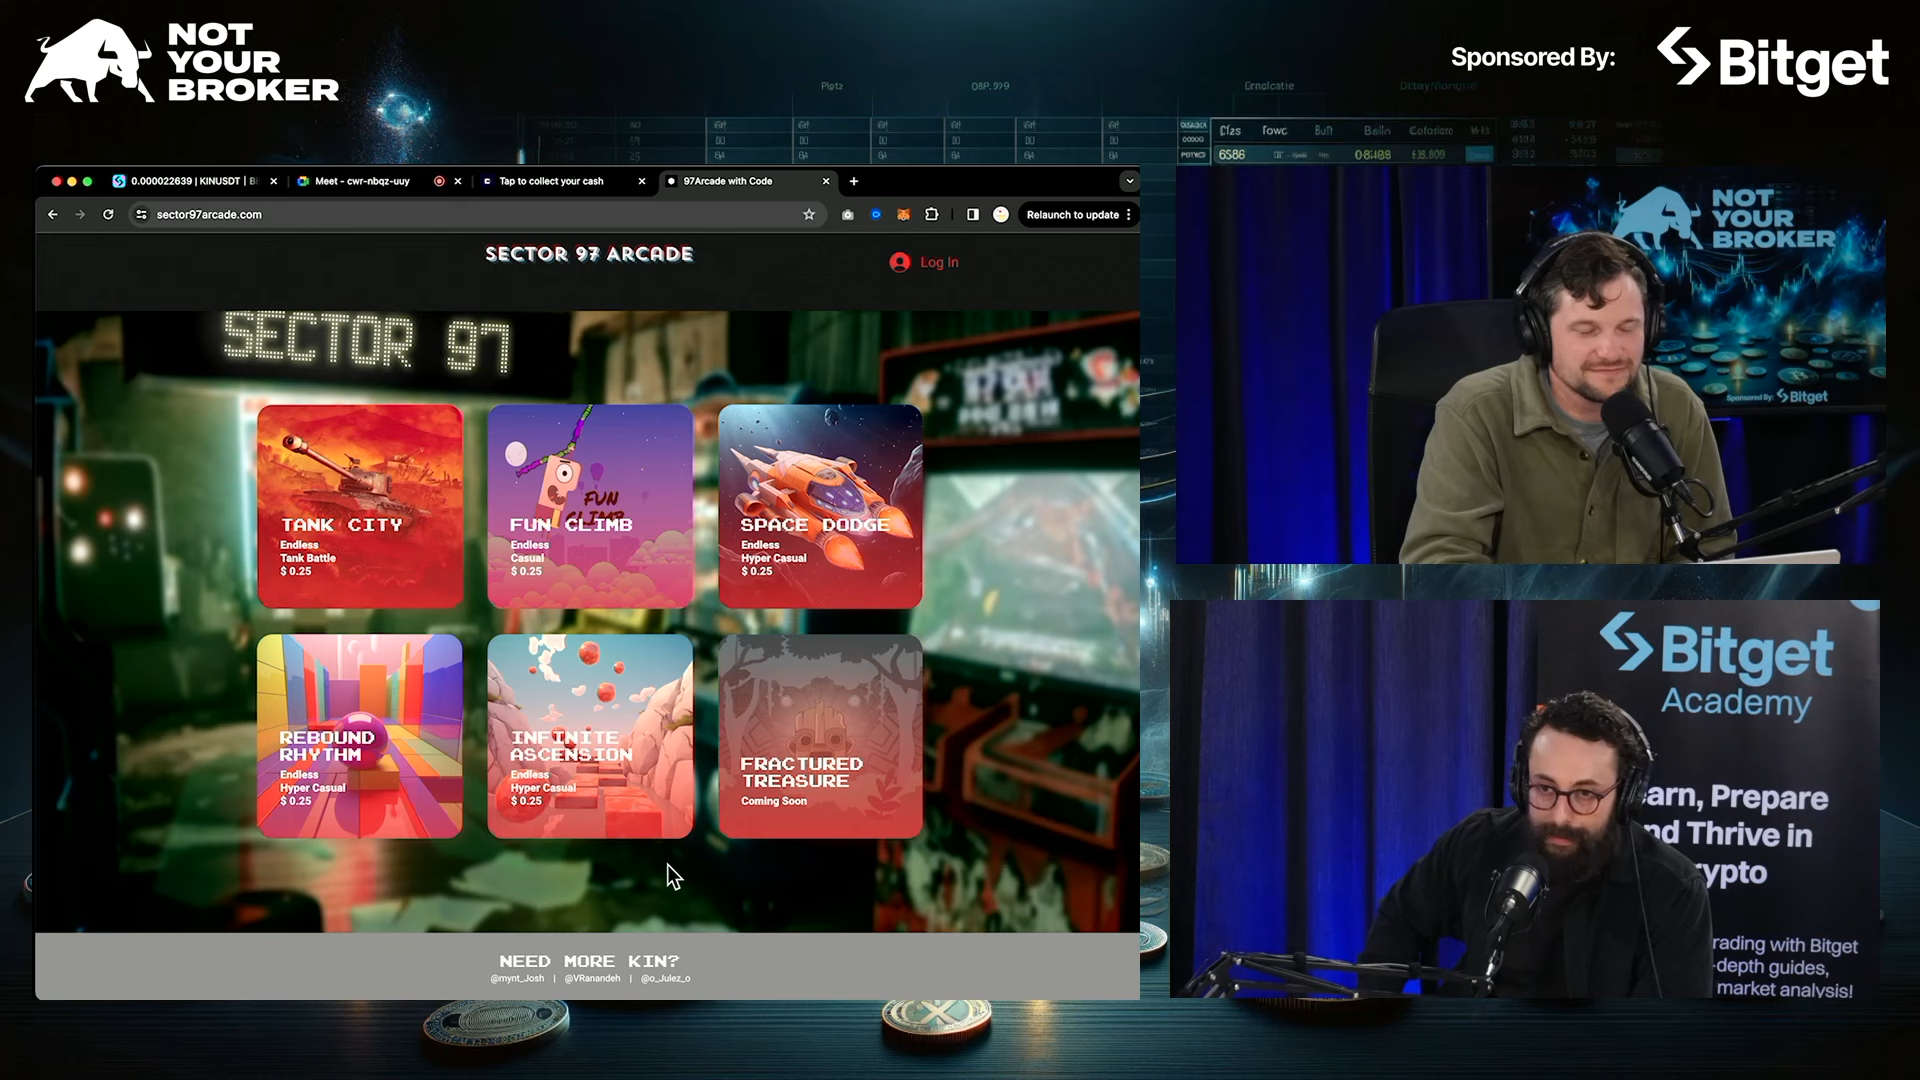 NOT
YOUR
BROKER
Sponsored By:
Bitget
0.000022639 | KINUSDT | Bi
Meet - cwr-nbqz-uuy
Tap to collect your cash
97Arcade with Code
sector97arcade.com
Relaunch to update
SECTOR 97 ARCADE
Log In
SECTOR 97
TANK CITY
Endless
Tank Battle
$ 0.25
FUN
FUN CLIMB
Endless
Casual
$ 0.25
SPACE DODGE
Endless
Hyper Casual
$ 0.25
REBOUND
RHYTHM
Endless
Hyper Casual
$ 0.25
INFINITE
ASCENSION
Endless
Hyper Casual
$ 0.25
FRACTURED
TREASURE
Coming Soon
NEED MORE KIN?
@mynt_Josh | @VRanandeh | @o_Julez_o
NOT
YOUR
BROKER
Sponsored By: Bitget
Bitget
Academy
earn, Prepare
nd Thrive in
rypto
rading with Bitget
-depth guides,
market analysis!